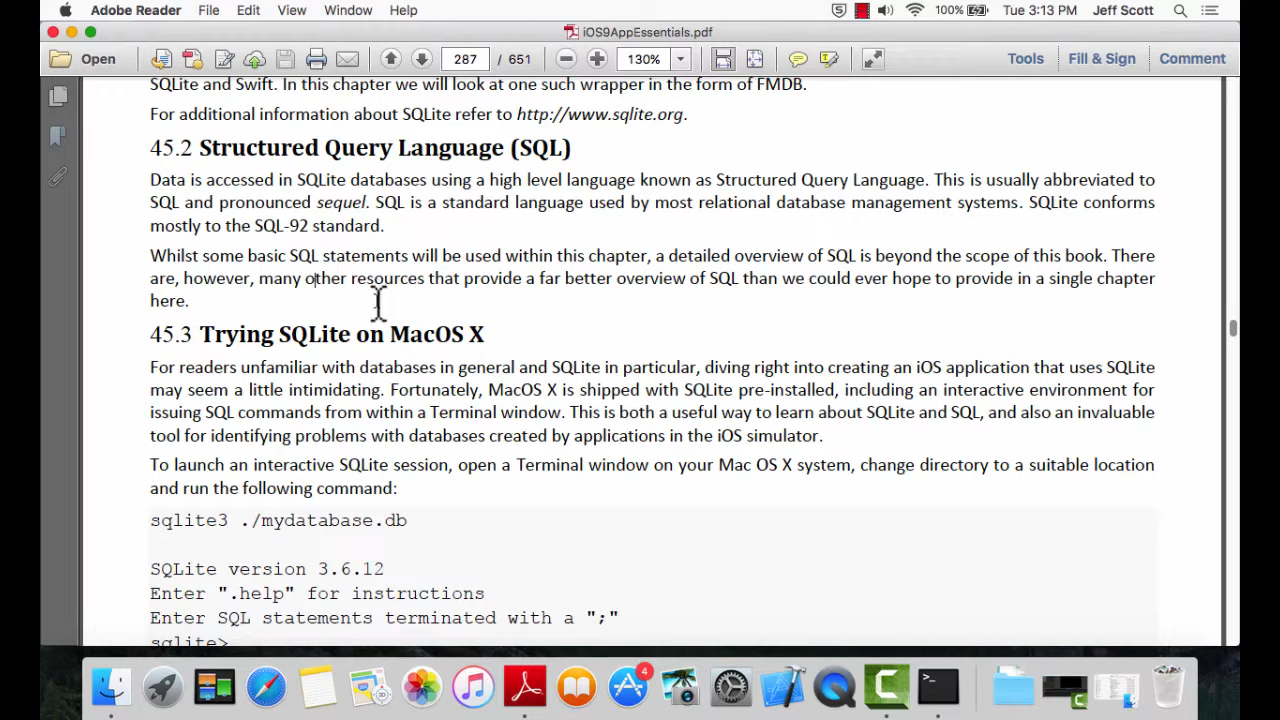 Adobe Reader File Edit View Window Help 100% Tue 3:13 PM Jeff Scott
iOS9AppEssentials.pdf
Open 287 / 651 130% Tools Fill & Sign Comment
SQLite and Swift. In this chapter we will look at one such wrapper in the form of FMDB.
For additional information about SQLite refer to http://www.sqlite.org.
45.2 Structured Query Language (SQL)
Data is accessed in SQLite databases using a high level language known as Structured Query Language. This is usually abbreviated to
SQL and pronounced sequel. SQL is a standard language used by most relational database management systems. SQLite conforms
mostly to the SQL-92 standard.
Whilst some basic SQL statements will be used within this chapter, a detailed overview of SQL is beyond the scope of this book. There
are, however, many other resources that provide a far better overview of SQL than we could ever hope to provide in a single chapter
here.
45.3 Trying SQLite on MacOS X
For readers unfamiliar with databases in general and SQLite in particular, diving right into creating an iOS application that uses SQLite
may seem a little intimidating. Fortunately, MacOS X is shipped with SQLite pre-installed, including an interactive environment for
issuing SQL commands from within a Terminal window. This is both a useful way to learn about SQLite and SQL, and also an invaluable
tool for identifying problems with databases created by applications in the iOS simulator.
To launch an interactive SQLite session, open a Terminal window on your Mac OS X system, change directory to a suitable location
and run the following command:
sqlite3 ./mydatabase.db
SQLite version 3.6.12
Enter ".help" for instructions
Enter SQL statements terminated with a ";"
sqlite>
4